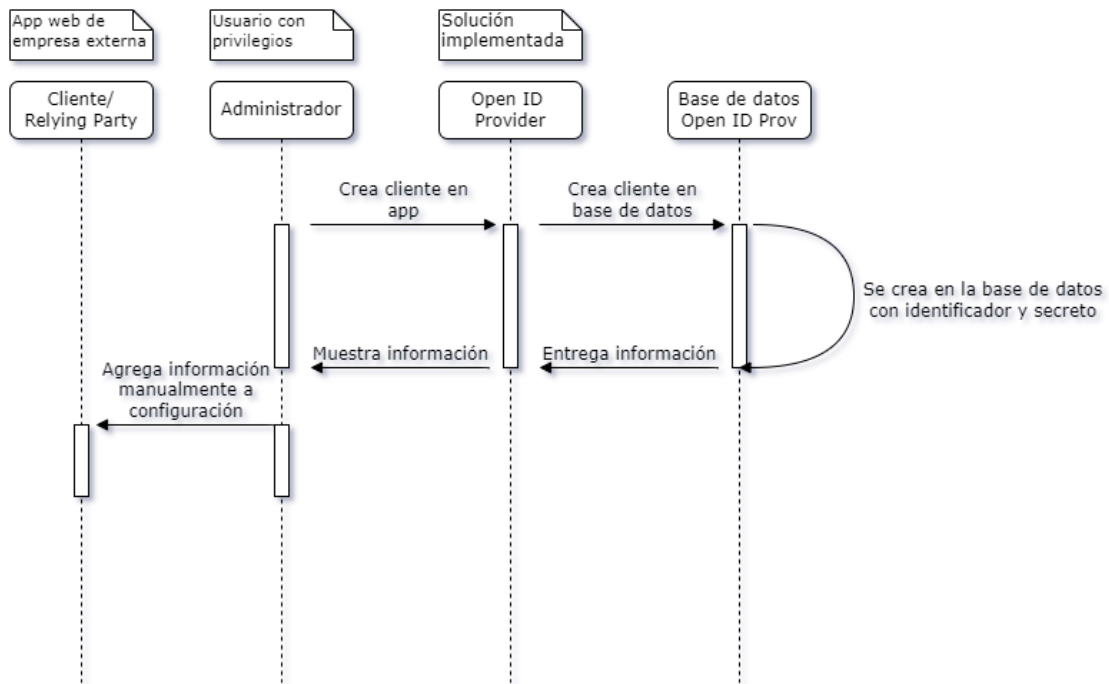 App web de
empresa externa
Usuario con
privilegios
Solución
implementada
Cliente/
Relying Party
Administrador
Open ID
Provider
Base de datos
Open ID Prov
Crea cliente en
app
Crea cliente en
base de datos
Se crea en la base de datos
con identificador y secreto
Muestra información
Entrega información
Agrega información
manualmente a
configuración